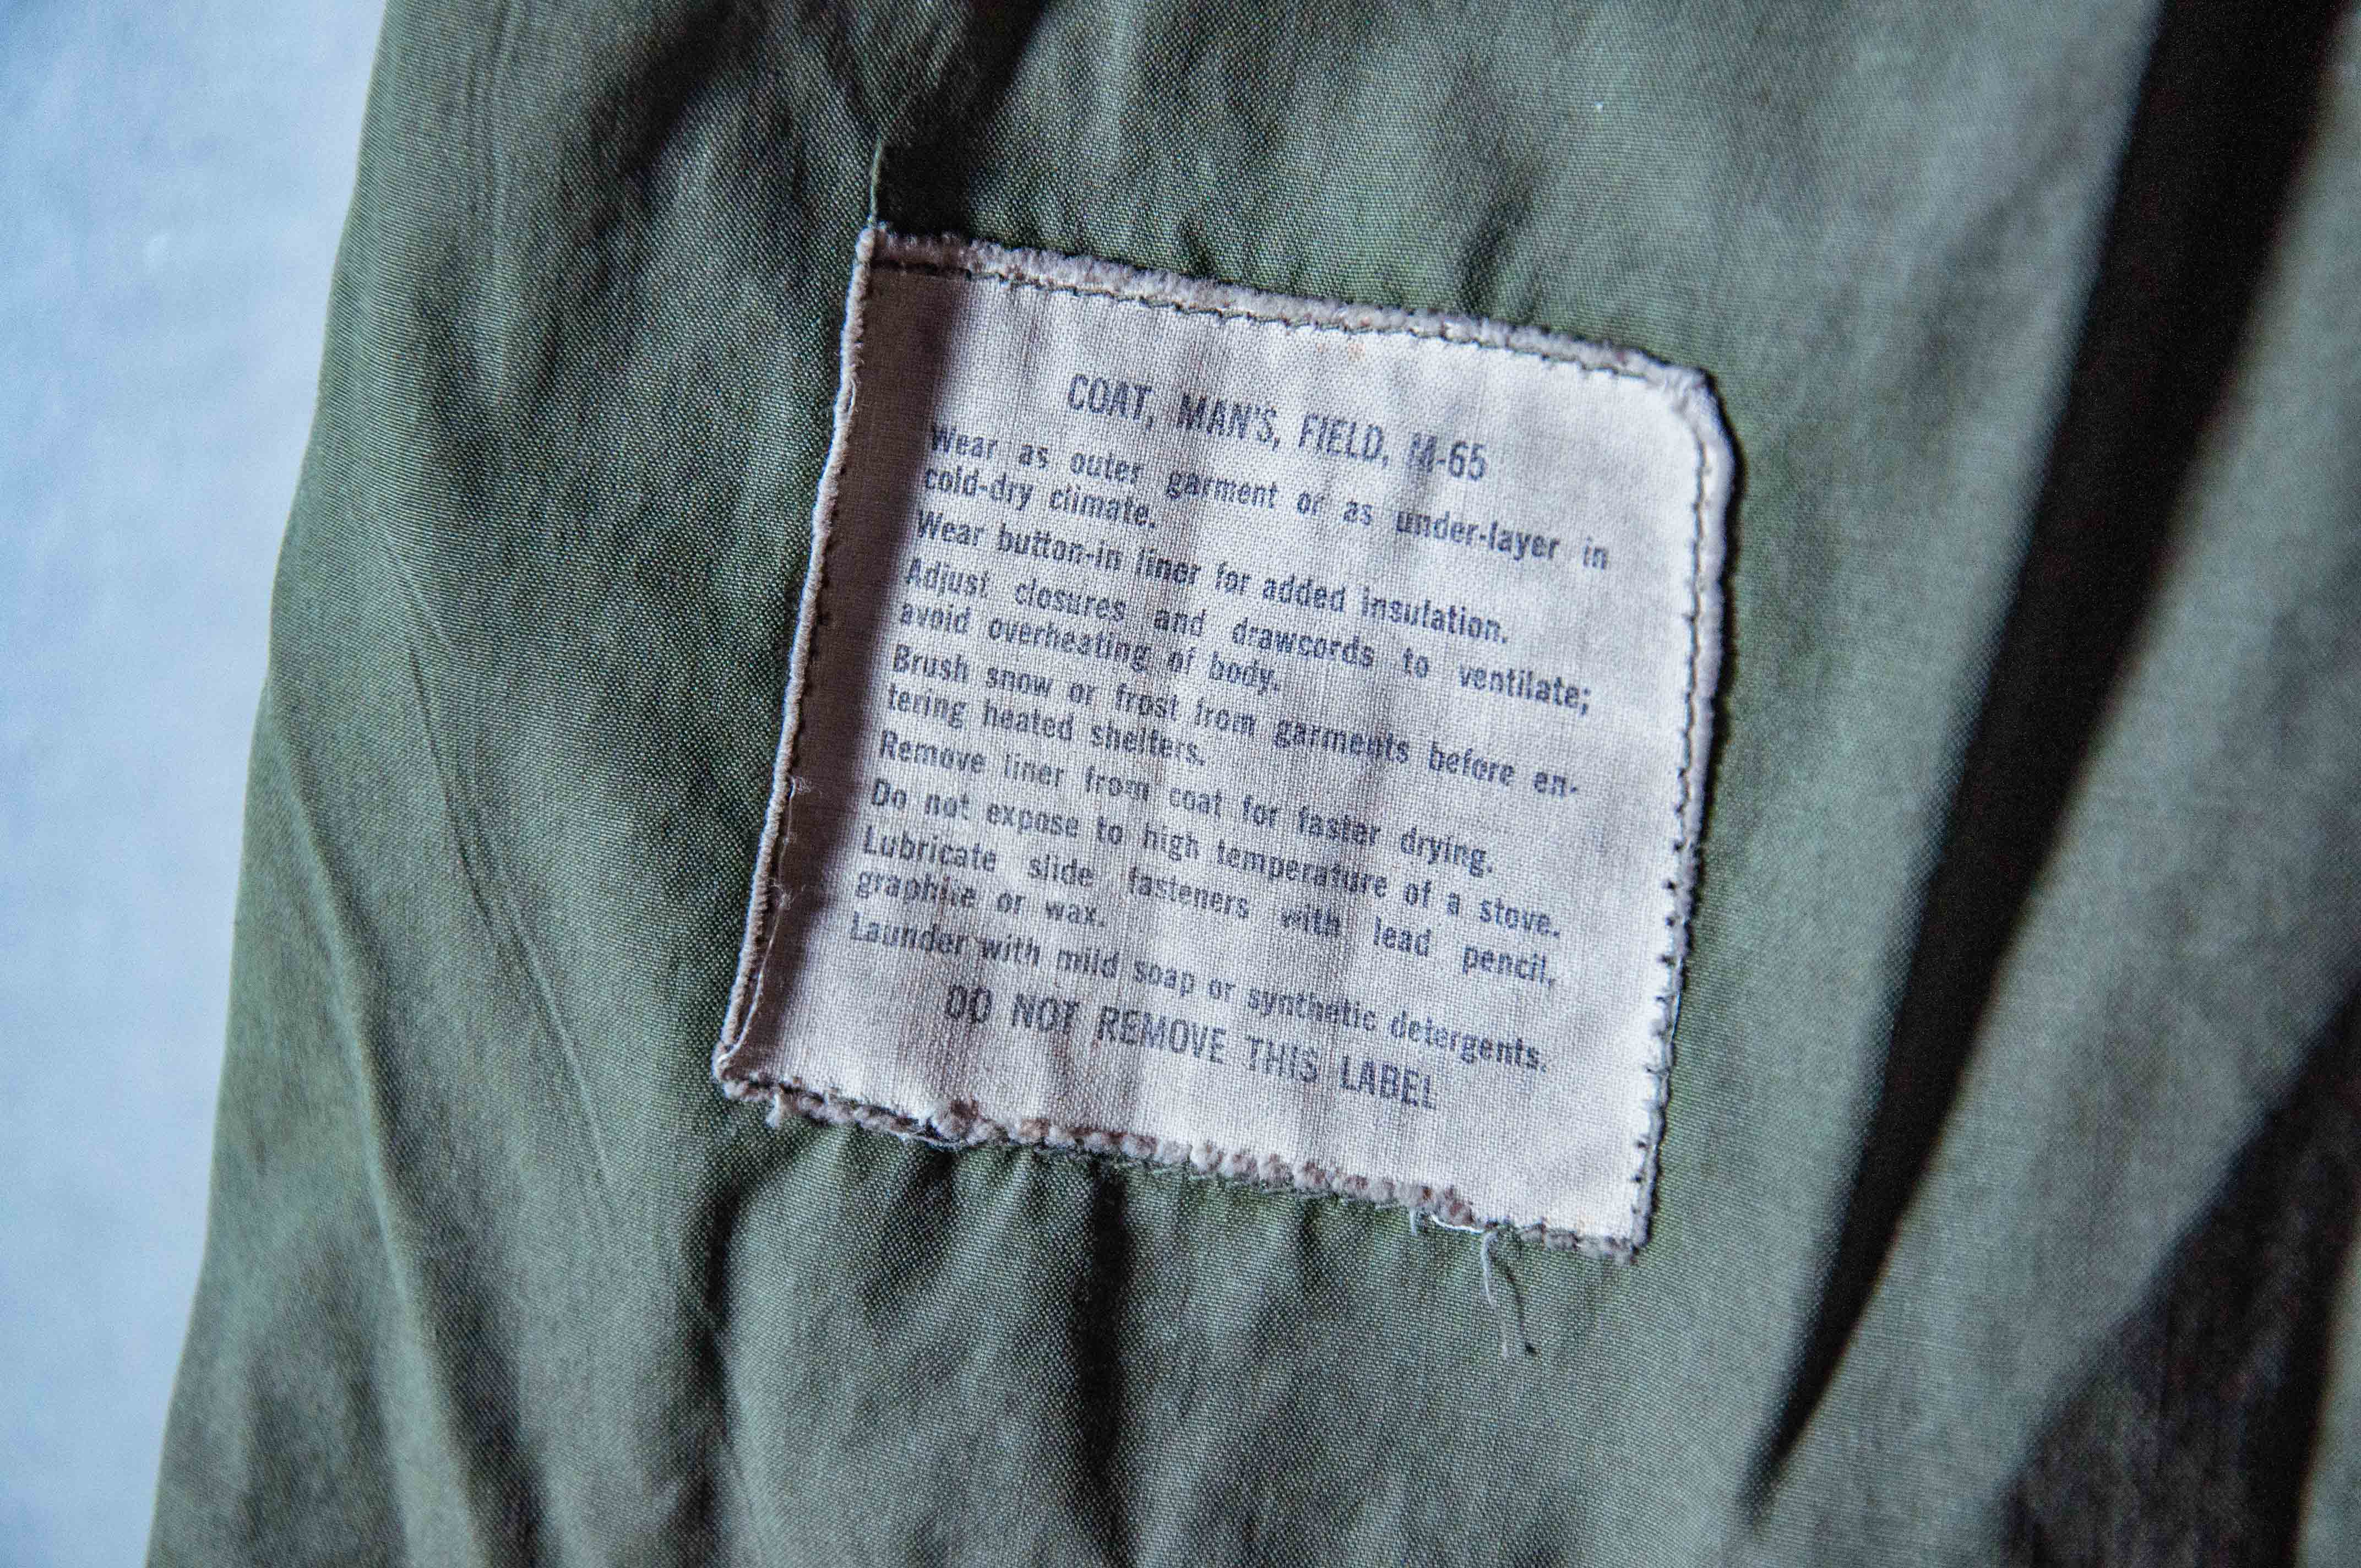 COAT, MAN'S, FIELD, M-65
Wear as outer garment or as under-layer in
cold-dry climate.
Wear button-in liner for added insulation.
Adjust closures and drawcords to ventilate;
avoid overheating of body.
Brush snow or frost from garments before en-
tering heated shelters.
Remove liner from coat for faster drying.
Do not expose to high temperature of a stove.
Lubricate slide fasteners with lead pencil,
graphite or wax.
Launder with mild soap or synthetic detergents.
DO NOT REMOVE THIS LABEL